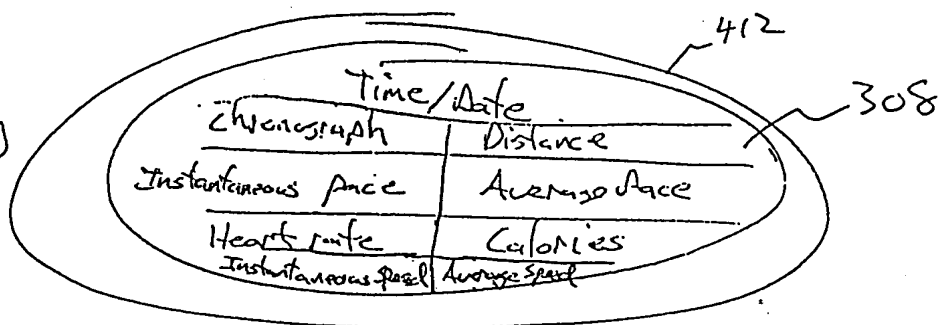 412
Time/Date
308
Chronograph Distance
Instantaneous Pace Average Pace
Heart rate Calories
Instantaneous Speed Average Speed